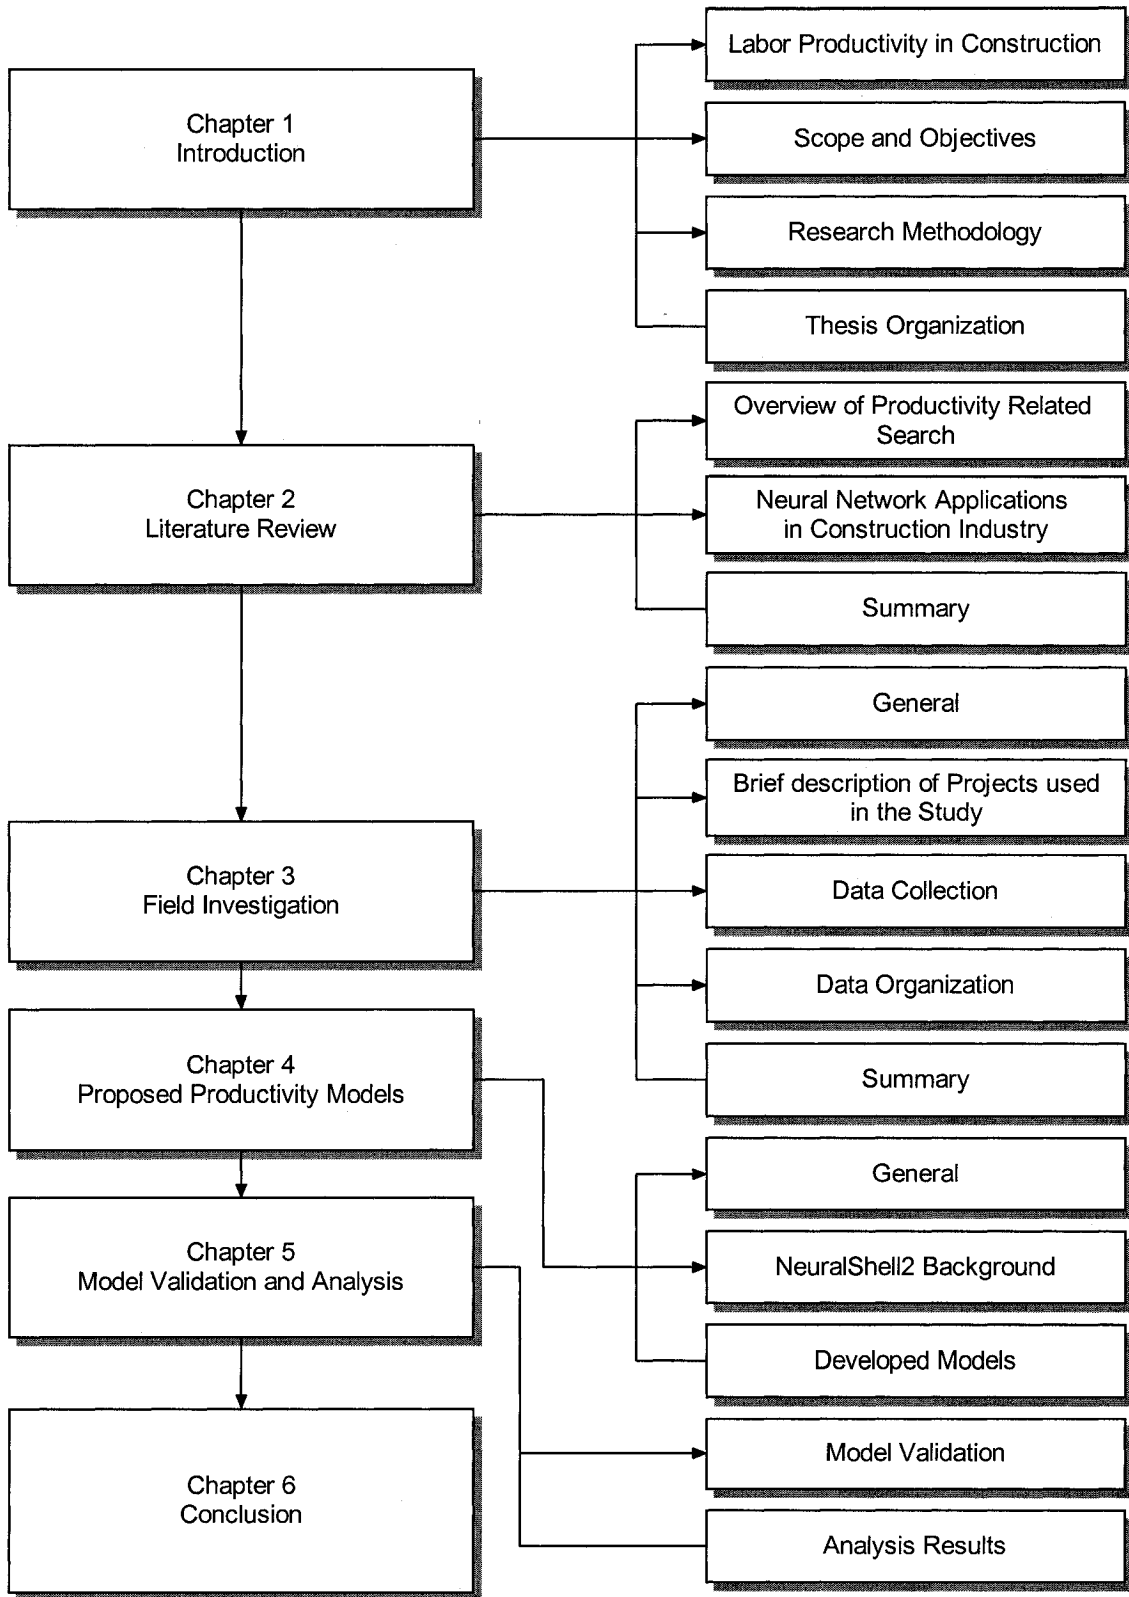 Chapter 1
Introduction
Labor Productivity in Construction
Scope and Objectives
Research Methodology
Thesis Organization
Chapter 2
Literature Review
Overview of Productivity Related
Search
Neural Network Applications
in Construction Industry
Summary
Chapter 3
Field Investigation
General
Brief description of Projects used
in the Study
Data Collection
Data Organization
Summary
Chapter 4
Proposed Productivity Models
General
NeuralShell2 Background
Developed Models
Chapter 5
Model Validation and Analysis
Model Validation
Analysis Results
Chapter 6
Conclusion